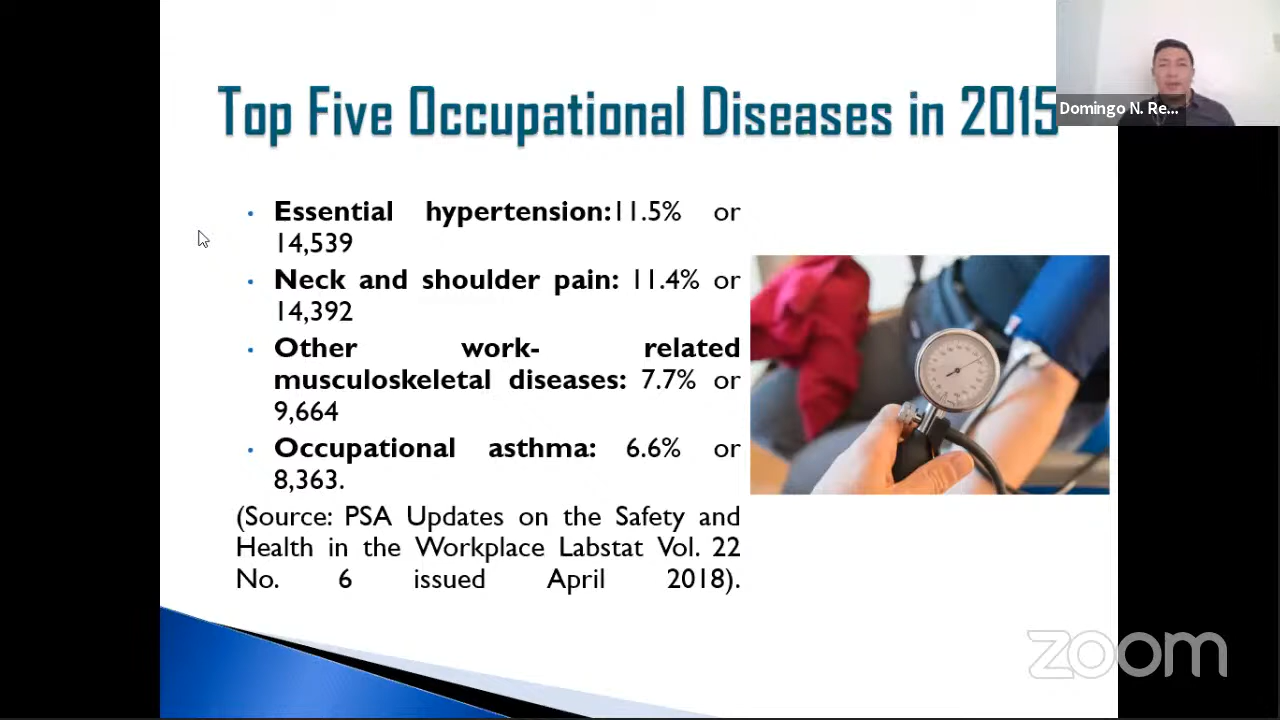 Top Five Occupational Diseases in 2015
Domingo N. Re...
• Essential hypertension:11.5% or
14,539
• Neck and shoulder pain: 11.4% or
14,392
• Other work- related
musculoskeletal diseases: 7.7% or
9,664
• Occupational asthma: 6.6% or
8,363.
(Source: PSA Updates on the Safety and
Health in the Workplace Labstat Vol. 22
No. 6 issued April 2018).
zoom